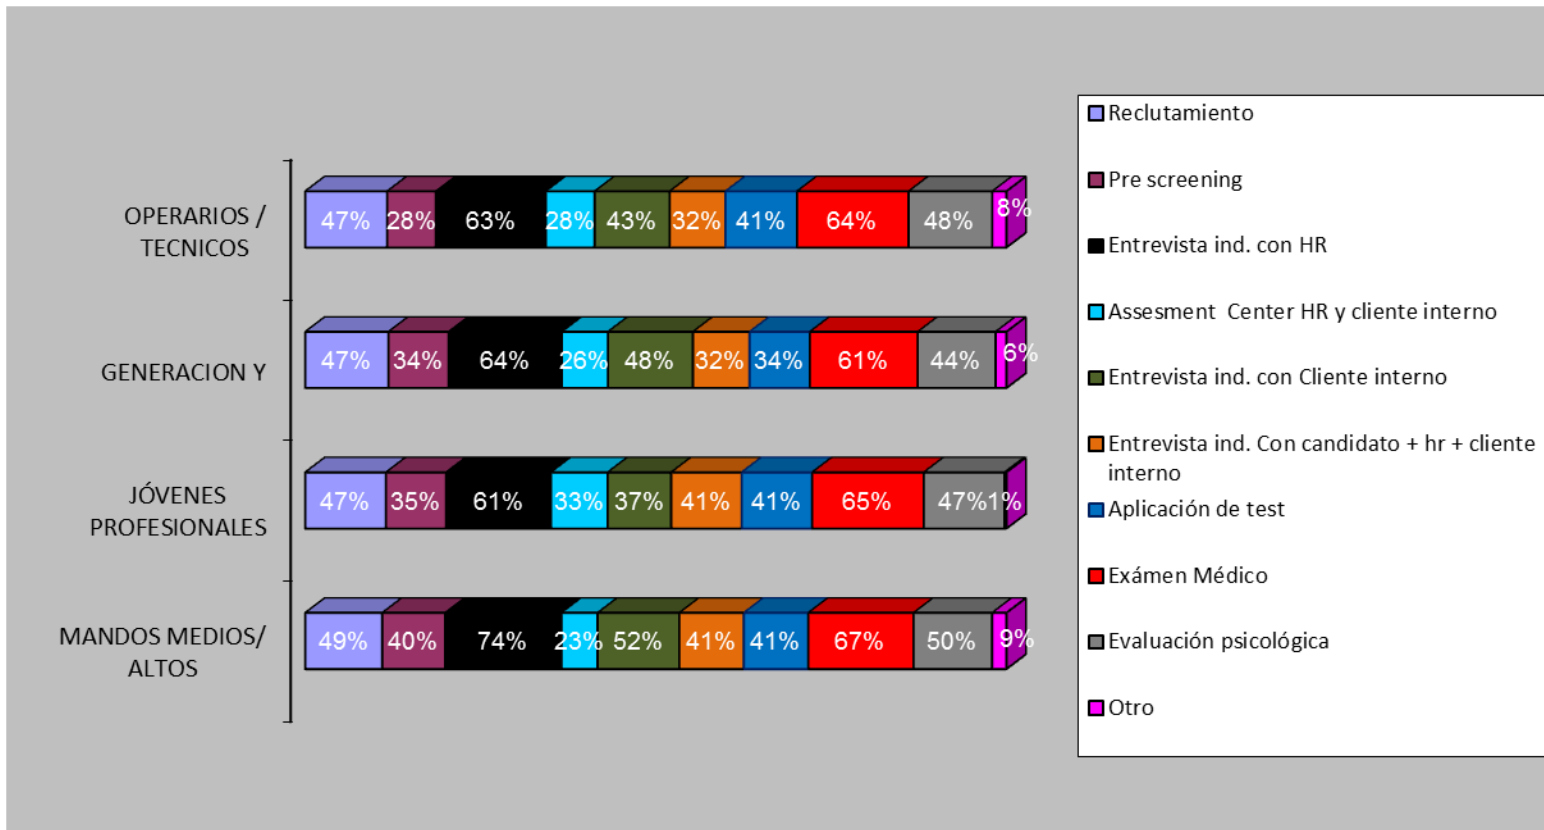 OPERARIOS /
TECNICOS
47% 28% 63% 28% 43% 32% 41% 64% 48% 8%
GENERACION Y
47% 34% 64% 26% 48% 32% 34% 61% 44% 6%
JÓVENES
PROFESIONALES
47% 35% 61% 33% 37% 41% 41% 65% 47% 1%
MANDOS MEDIOS/
ALTOS
49% 40% 74% 23% 52% 41% 41% 67% 50% 9%
Reclutamiento
Pre screening
Entrevista ind. con HR
Assesment Center HR y cliente interno
Entrevista ind. con Cliente interno
Entrevista ind. Con candidato + hr + cliente
interno
Aplicación de test
Exámen Médico
Evaluación psicológica
Otro